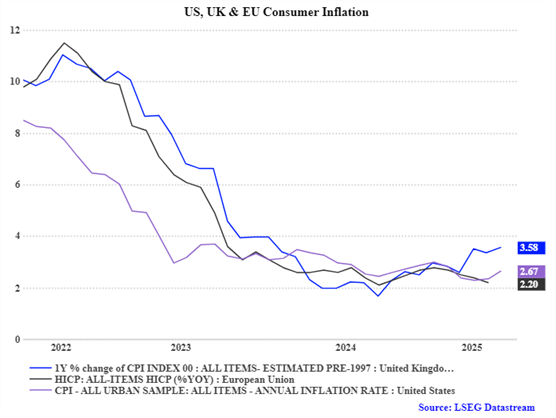 US, UK & EU Consumer Inflation
12
10
8
6
4
2
0
3.58
2.67
2.20
2022 2023 2024 2025
1Y % change of CPI INDEX 00 : ALL ITEMS- ESTIMATED PRE-1997 : United Kingdo…
HICP: ALL-ITEMS HICP (%YOY) : European Union
CPI - ALL URBAN SAMPLE: ALL ITEMS - ANNUAL INFLATION RATE : United States
Source: LSEG Datastream